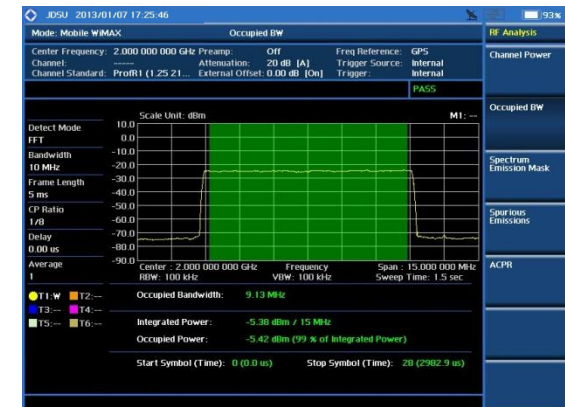 JDSU 2013/01/07 17:25:46 93%
Mode: Mobile WiMAX Occupied BW RF Analysis
Center Frequency: 2.000 000 000 GHz Preamp: Off Freq Reference: GPS
Channel: ----- Attenuation: 20 dB [A] Trigger Source: Internal
Channel Standard: ProfR1 (1.25 21... External Offset: 0.00 dB [On] Trigger: Internal
PASS
Channel Power
Occupied BW
Spectrum
Emission Mask
Spurious
Emissions
ACPR
Scale Unit: dBm M1: --
Detect Mode
FFT
Bandwidth
10 MHz
Frame Length
5 ms
CP Ratio
1/8
Delay
0.00 us
Average
1
T1:W T2:--
T3:-- T4:--
T5:-- T6:--
10.0
0.0
-10.0
-20.0
-30.0
-40.0
-50.0
-60.0
-70.0
-80.0
-90.0
Center : 2.000 000 000 GHz Frequency Span : 15.000 000 MHz
RBW: 100 kHz VBW: 100 kHz Sweep Time: 1.5 sec
Occupied Bandwidth: 9.13 MHz
Integrated Power: -5.38 dBm / 15 MHz
Occupied Power: -5.42 dBm (99 % of Integrated Power)
Start Symbol (Time): 0 (0.0 us) Stop Symbol (Time): 28 (2982.9 us)